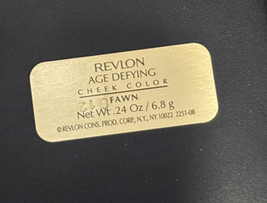 REVLON
AGE DEFYING
CHEEK COLOR
FAWN
Net Wt .24 Oz / 6.8 g
© REVLON CONS. PROD. CORP., N.Y., NY 10022 2251-08